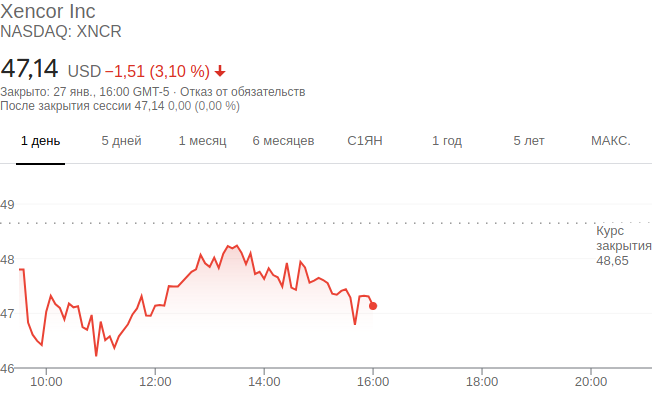 Xencor Inc
NASDAQ: XNCR
47,14 USD −1,51 (3,10 %)
Закрыто: 27 янв., 16:00 GMT-5 · Отказ от обязательств
После закрытия сессии 47,14 0,00 (0,00 %)
1 день 5 дней 1 месяц 6 месяцев С1ЯН 1 год 5 лет МАКС.
49
Курс
закрытия
48,65
48
47
46
10:00 12:00 14:00 16:00 18:00 20:00